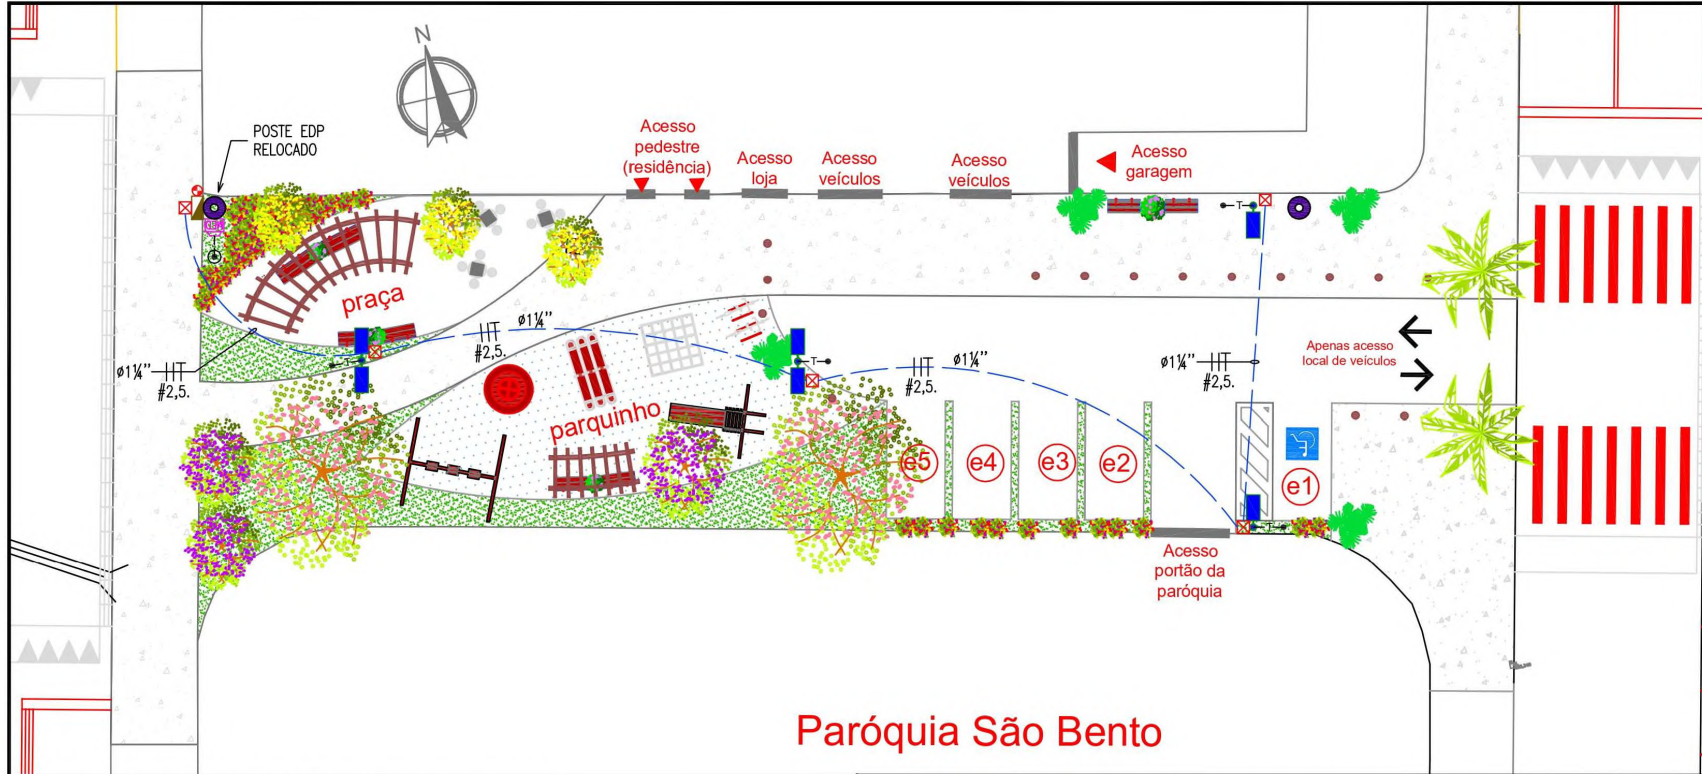 N
POSTE EDP
RELOCADO
Acesso
pedestre
(residência)
Acesso
loja
Acesso
veículos
Acesso
veículos
Acesso
garagem
praça
ø1¼"
#2,5.
ø1¼"
#2,5.
ø1¼"
#2,5.
ø1¼"
#2,5.
T
T
T
T
Apenas acesso
local de veículos
parquinho
e5
e4
e3
e2
e1
Acesso
portão da
paróquia
Paróquia São Bento